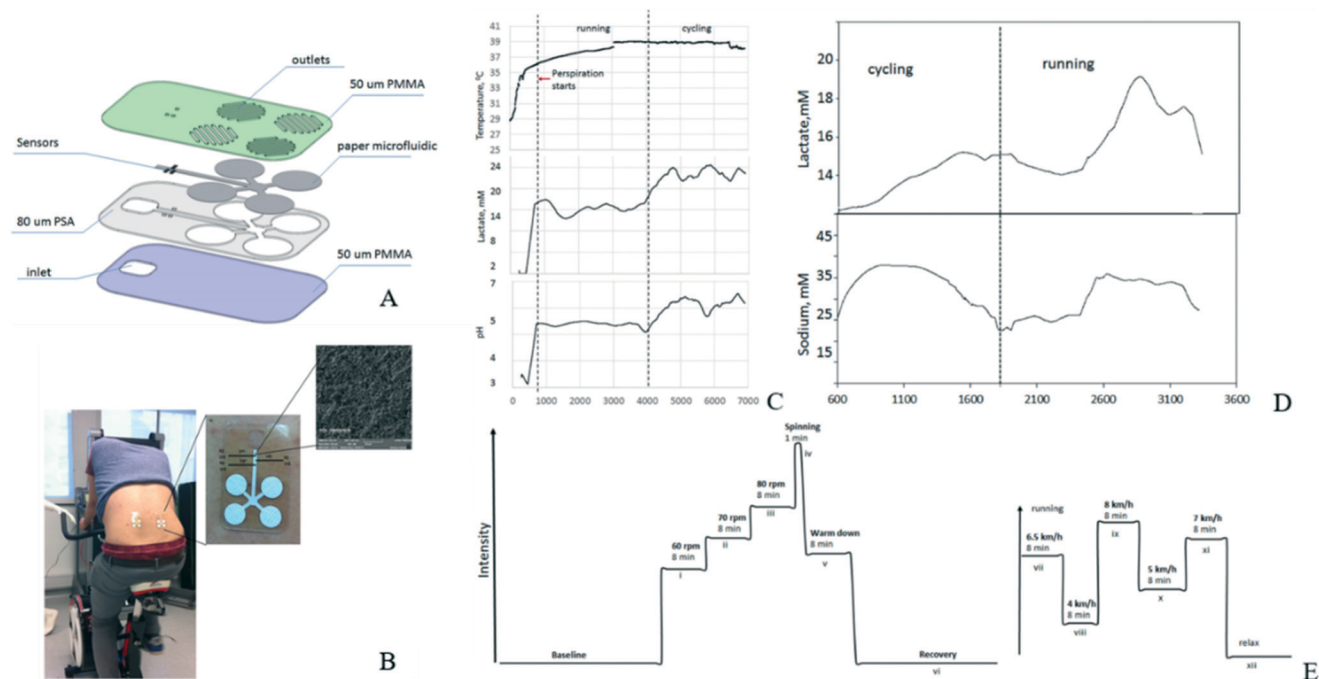 outlets
50 um PMMA
Sensors
paper microfluidic
80 um PSA
inlet
50 um PMMA
A
B
41
39
37
35
33
31
29
27
25
Temperature, ºC
running
cycling
Perspiration
starts
24
20
14
8
2
Lactate, mM
7
5
4
3
pH
0
1000
2000
3000
4000
5000
6000
7000
C
20
18
16
14
Lactate,mM
cycling
running
45
35
25
15
Sodium, mM
600
1100
1600
2100
2600
3100
3600
D
Intensity
Baseline
60 rpm
8 min
i
70 rpm
8 min
ii
80 rpm
8 min
iii
Spinning
1 min
iv
Warm down
8 min
v
Recovery
vi
running
6.5 km/h
8 min
vii
4 km/h
8 min
viii
8 km/h
8 min
ix
5 km/h
8 min
x
7 km/h
8 min
xi
relax
xii
E